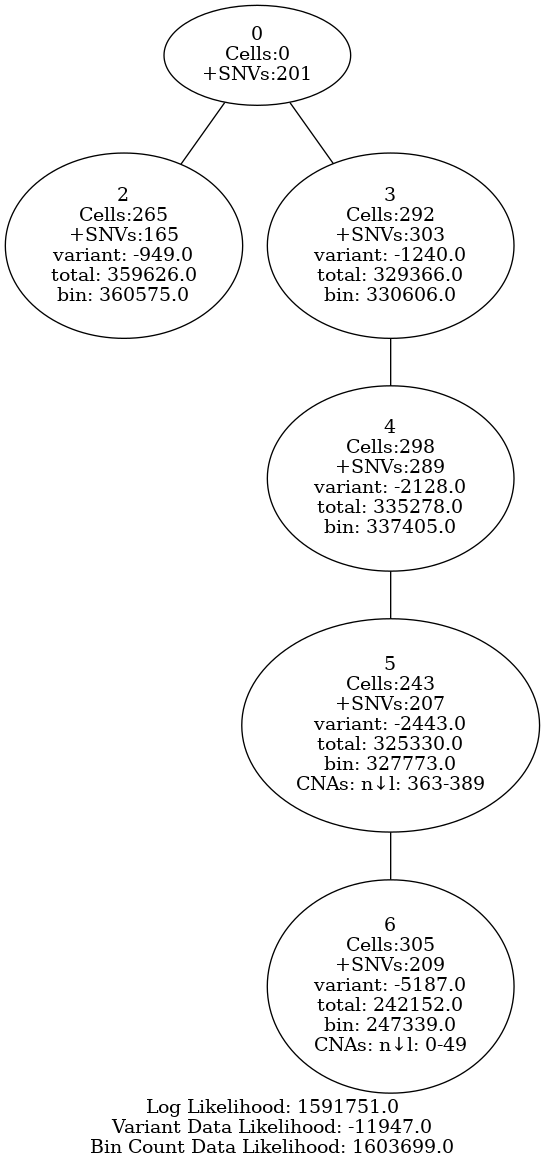 0
Cells:0
+SNVs:201
2
Cells:265
+SNVs:165
variant: -949.0
total: 359626.0
bin: 360575.0
3
Cells:292
+SNVs:303
variant: -1240.0
total: 329366.0
bin: 330606.0
4
Cells:298
+SNVs:289
variant: -2128.0
total: 335278.0
bin: 337405.0
5
Cells:243
+SNVs:207
variant: -2443.0
total: 325330.0
bin: 327773.0
CNAs: n↓l: 363-389
6
Cells:305
+SNVs:209
variant: -5187.0
total: 242152.0
bin: 247339.0
CNAs: n↓l: 0-49
Log Likelihood: 1591751.0
Variant Data Likelihood: -11947.0
Bin Count Data Likelihood: 1603699.0